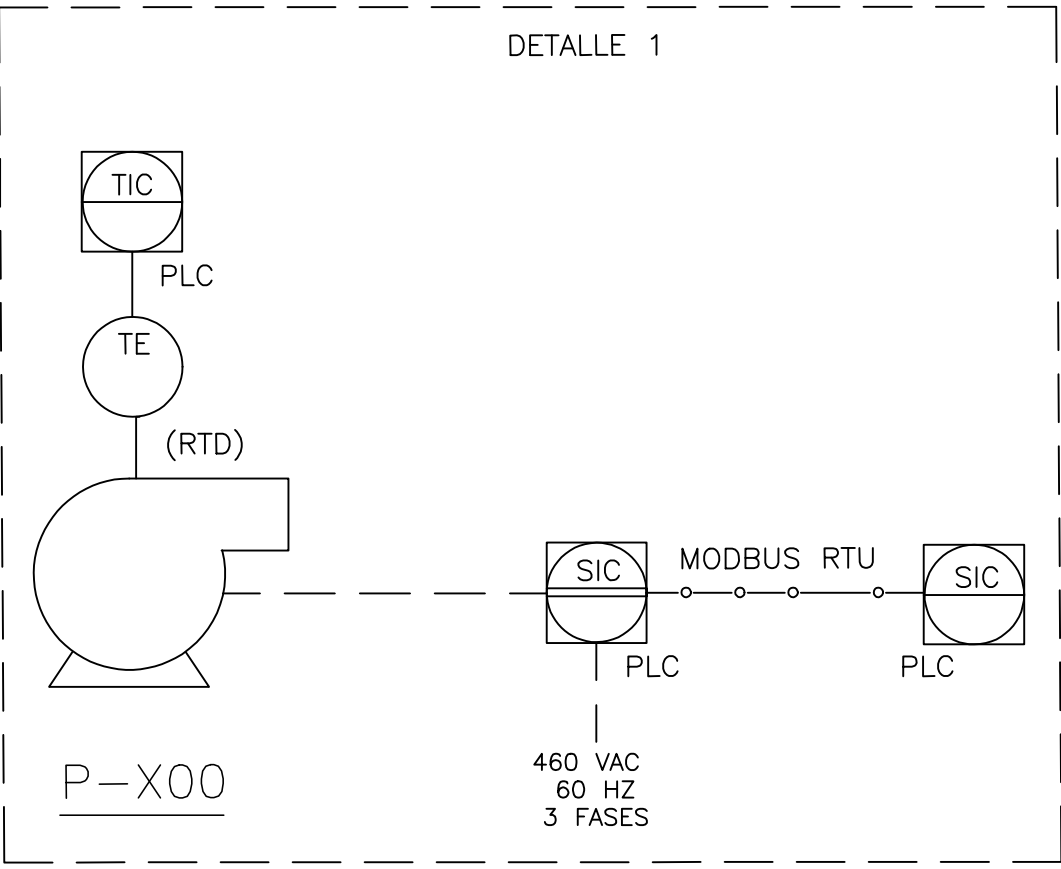 DETALLE 1
TIC
PLC
TE
(RTD)
SIC
MODBUS RTU
SIC
PLC
PLC
P-X00
460 VAC
60 HZ
3 FASES